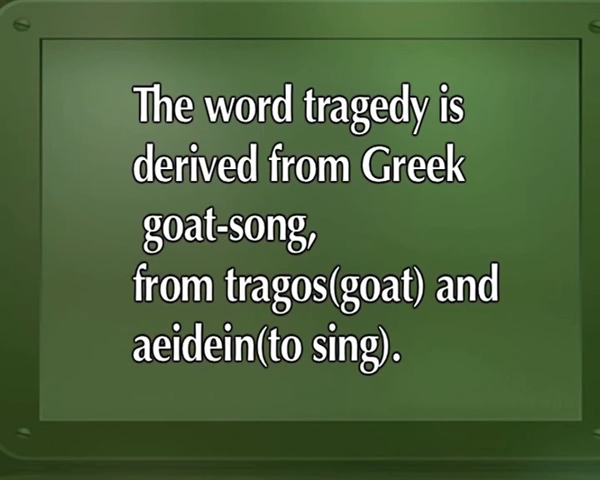 The word tragedy is
derived from Greek
goat-song,
from tragos(goat) and
aeidein(to sing).